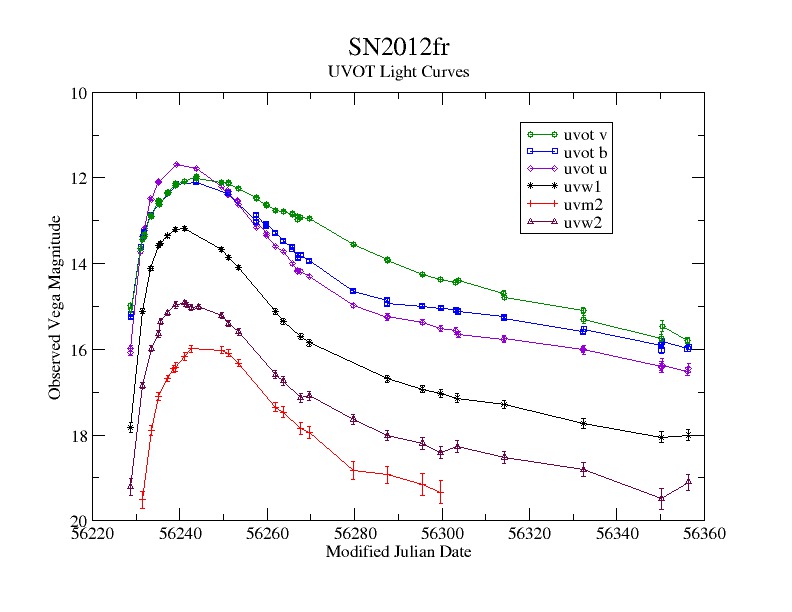 SN2012fr
UVOT Light Curves
10
12
14
16
18
20
Observed Vega Magnitude
uvot v
uvot b
uvot u
uvw1
uvm2
uvw2
56220 56240 56260 56280 56300 56320 56340 56360
Modified Julian Date